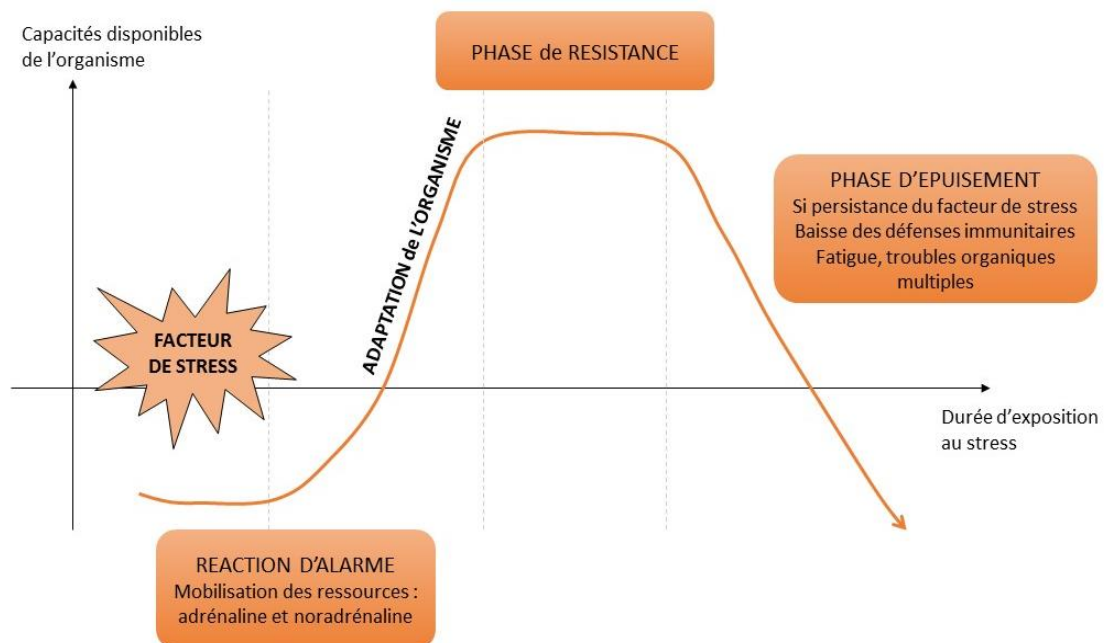 Capacités disponibles
de l’organisme
PHASE de RESISTANCE
ADAPTATION de L’ORGANISME
PHASE D’EPUISEMENT
Si persistance du facteur de stress
Baisse des défenses immunitaires
Fatigue, troubles organiques
multiples
FACTEUR
DE STRESS
Durée d’exposition
au stress
REACTION D’ALARME
Mobilisation des ressources :
adrénaline et noradrénaline